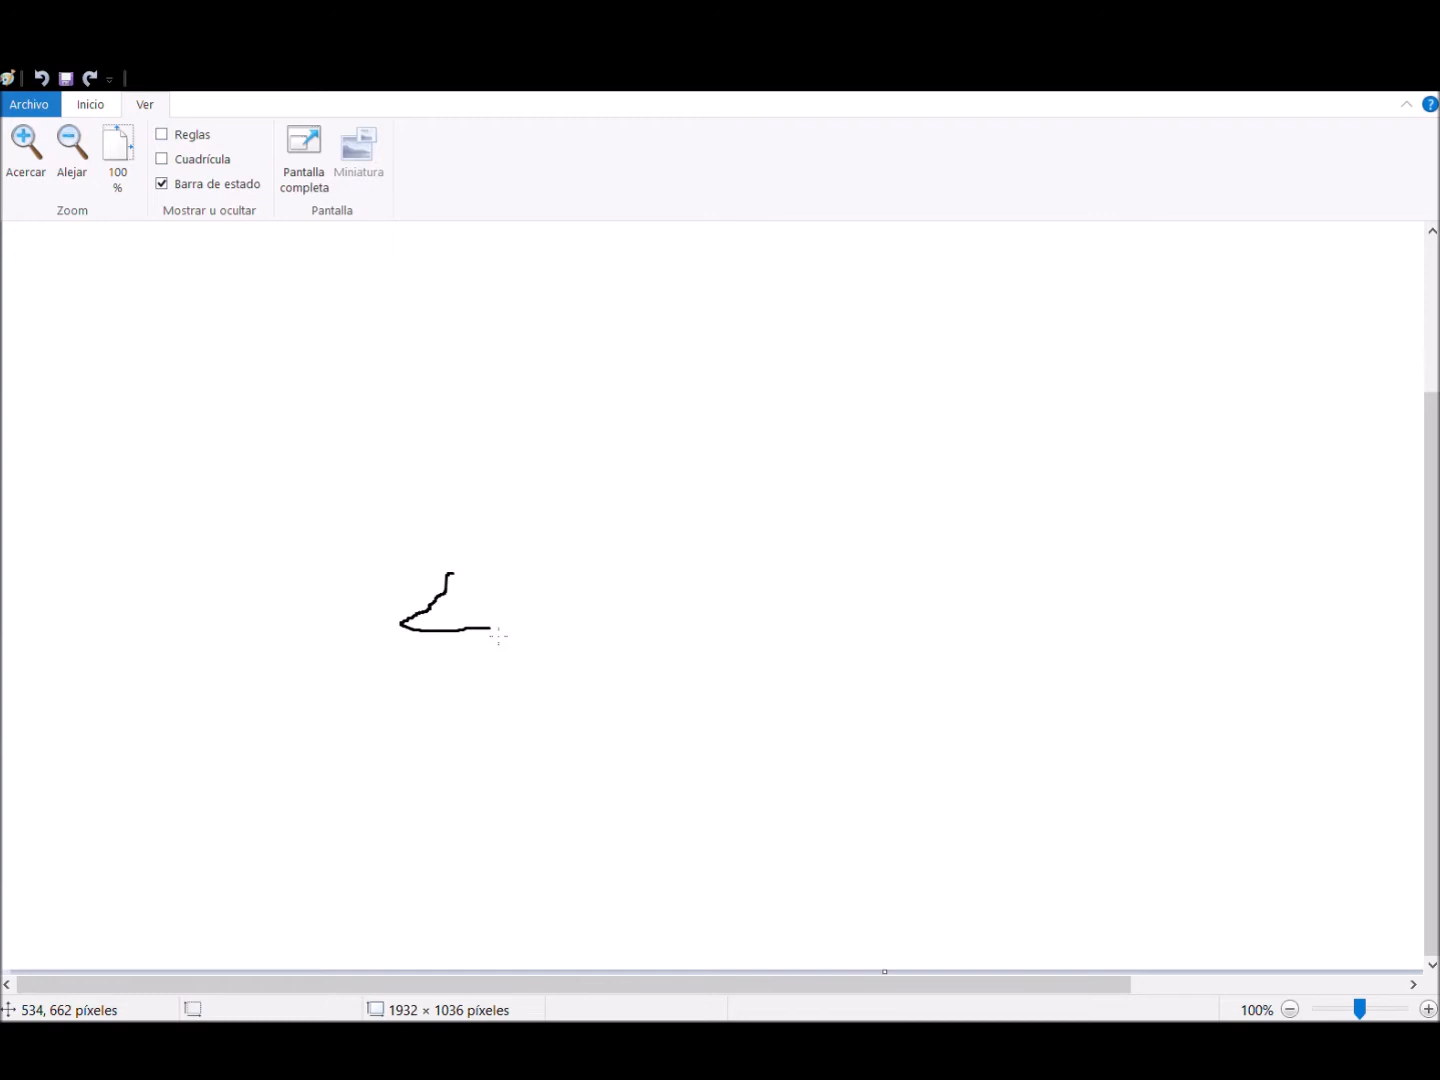 Archivo Inicio Ver ?
Reglas
Cuadrícula
Barra de estado
Acercar Alejar 100 % Pantalla completa Miniatura
Zoom Mostrar u ocultar Pantalla
534, 662 píxeles 1932 × 1036 píxeles 100%